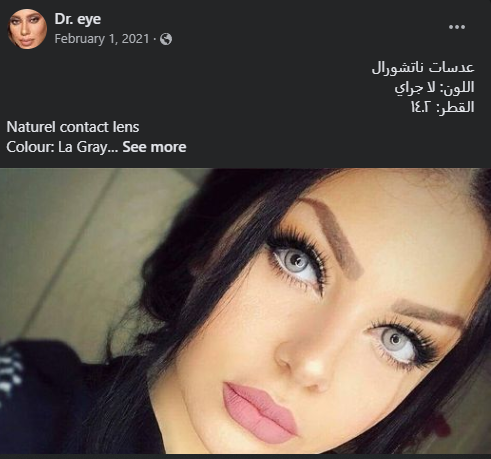 Dr. eye
February 1, 2021 ·
عدسات ناتشورال
اللون: لا جراي
القطر: ١٤.٢
Naturel contact lens
Colour: La Gray... See more